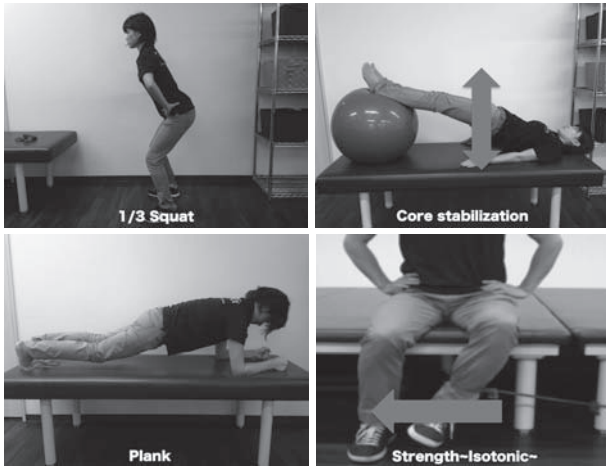 1/3 Squat
Core stabilization
Plank
Strength~Isotonic~